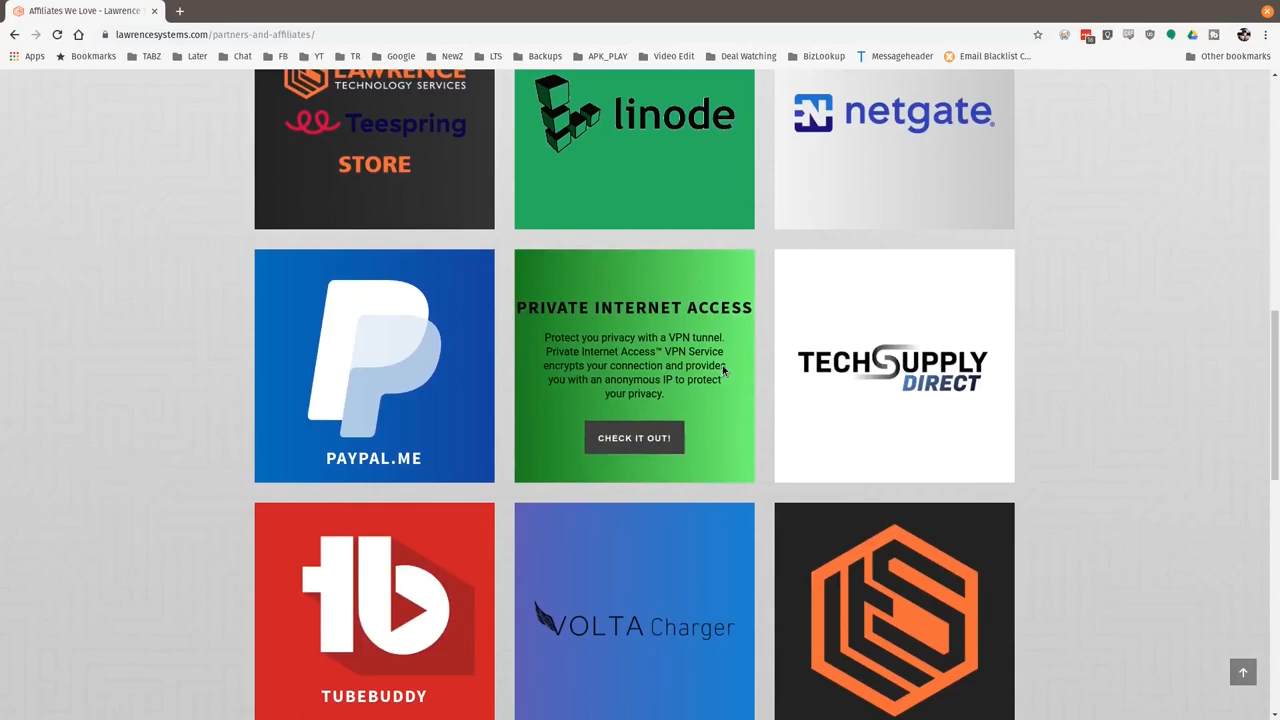 Affiliates We Love - Lawrence
lawrencesystems.com/partners-and-affiliates/
Apps
Bookmarks
TABZ
Later
Chat
FB
YT
TR
Google
NewZ
LTS
Backups
APK_PLAY
Video Edit
Deal Watching
BizLookup
Messageheader
Email Blacklist C...
Other bookmarks
LAWRENCE
TECHNOLOGY SERVICES
Teespring
STORE
linode
netgate
PAYPAL.ME
PRIVATE INTERNET ACCESS
Protect you privacy with a VPN tunnel.
Private Internet Access™ VPN Service
encrypts your connection and provides
you with an anonymous IP to protect
your privacy.
CHECK IT OUT!
TECHSUPPLY
DIRECT
tb
TUBEBUDDY
VOLTA Charger